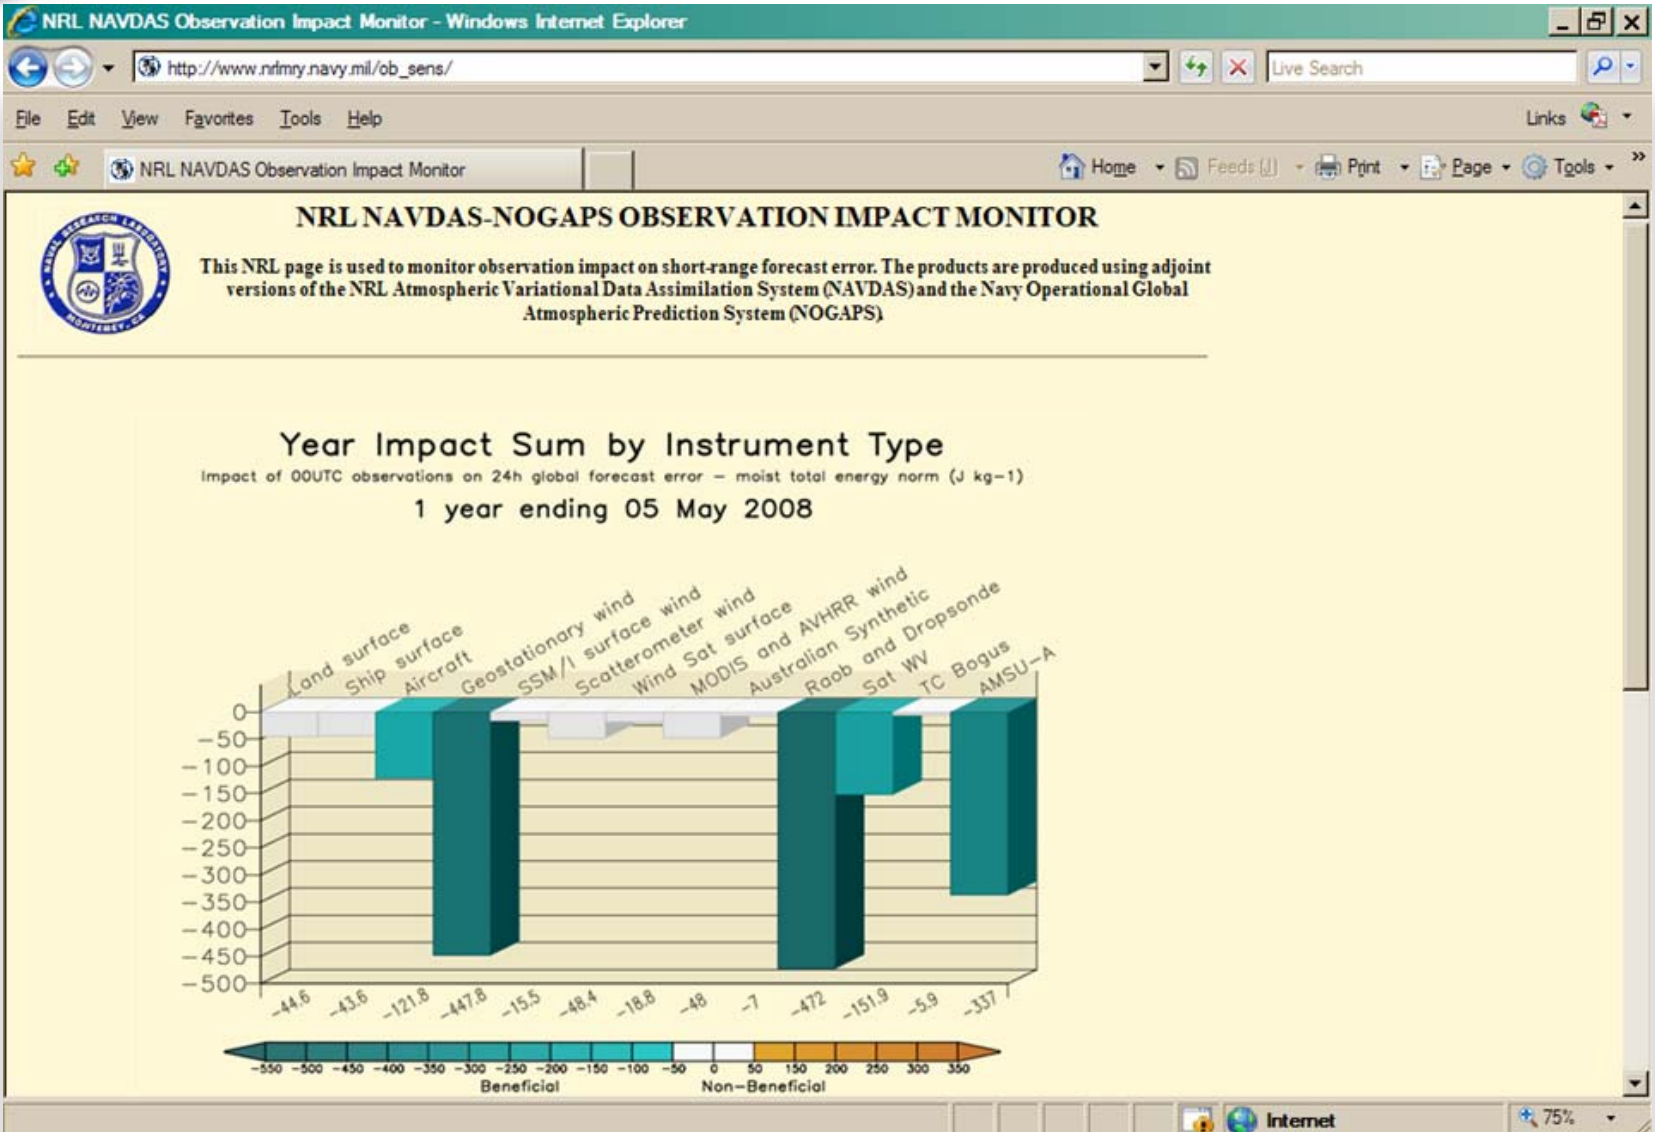 NRL NAVDAS Observation Impact Monitor - Windows Internet Explorer
http://www.nrlmry.navy.mil/ob_sens/
Live Search
File Edit View Favorites Tools Help
Links
NRL NAVDAS Observation Impact Monitor
Home Feeds (J) Print Page Tools
NAVAL RESEARCH LABORATORY
MONTEREY, CA
NRL NAVDAS-NOGAPS OBSERVATION IMPACT MONITOR
This NRL page is used to monitor observation impact on short-range forecast error. The products are produced using adjoint
versions of the NRL Atmospheric Variational Data Assimilation System (NAVDAS) and the Navy Operational Global
Atmospheric Prediction System (NOGAPS).
Year Impact Sum by Instrument Type
Impact of 00UTC observations on 24h global forecast error – moist total energy norm (J kg–1)
1 year ending 05 May 2008
Land surface
Ship surface
Aircraft
Geostationary wind
SSM/I surface wind
Scatterometer wind
Wind Sat surface
MODIS and AVHRR wind
Australian Synthetic
Raob and Dropsonde
Sat WV
TC Bogus
AMSU-A
0
-50
-100
-150
-200
-250
-300
-350
-400
-450
-500
-44.6 -43.6 -121.8 -447.8 -15.5 -48.4 -18.8 -48 -7 -472 -151.9 -5.9 -337
-550 -500 -450 -400 -350 -300 -250 -200 -150 -100 -50 0 50 150 200 250 300 350
Beneficial Non-Beneficial
Internet
75%